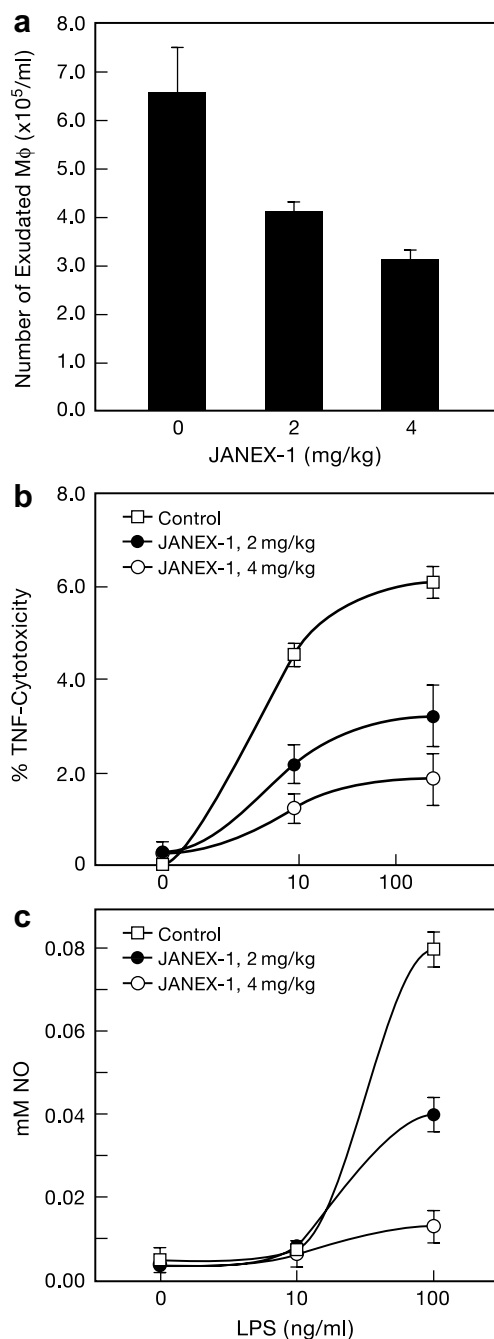 a
8.0
7.0
6.0
5.0
4.0
3.0
2.0
1.0
0.0
Number of Exudated Mϕ (x10⁵/ml)
0 2 4
JANEX-1 (mg/kg)
b
8.0
6.0
4.0
2.0
0
% TNF-Cytotoxicity
Control
JANEX-1, 2 mg/kg
JANEX-1, 4 mg/kg
0 10 100
c
0.08
0.06
0.04
0.02
0.00
mM NO
Control
JANEX-1, 2 mg/kg
JANEX-1, 4 mg/kg
0 10 100
LPS (ng/ml)